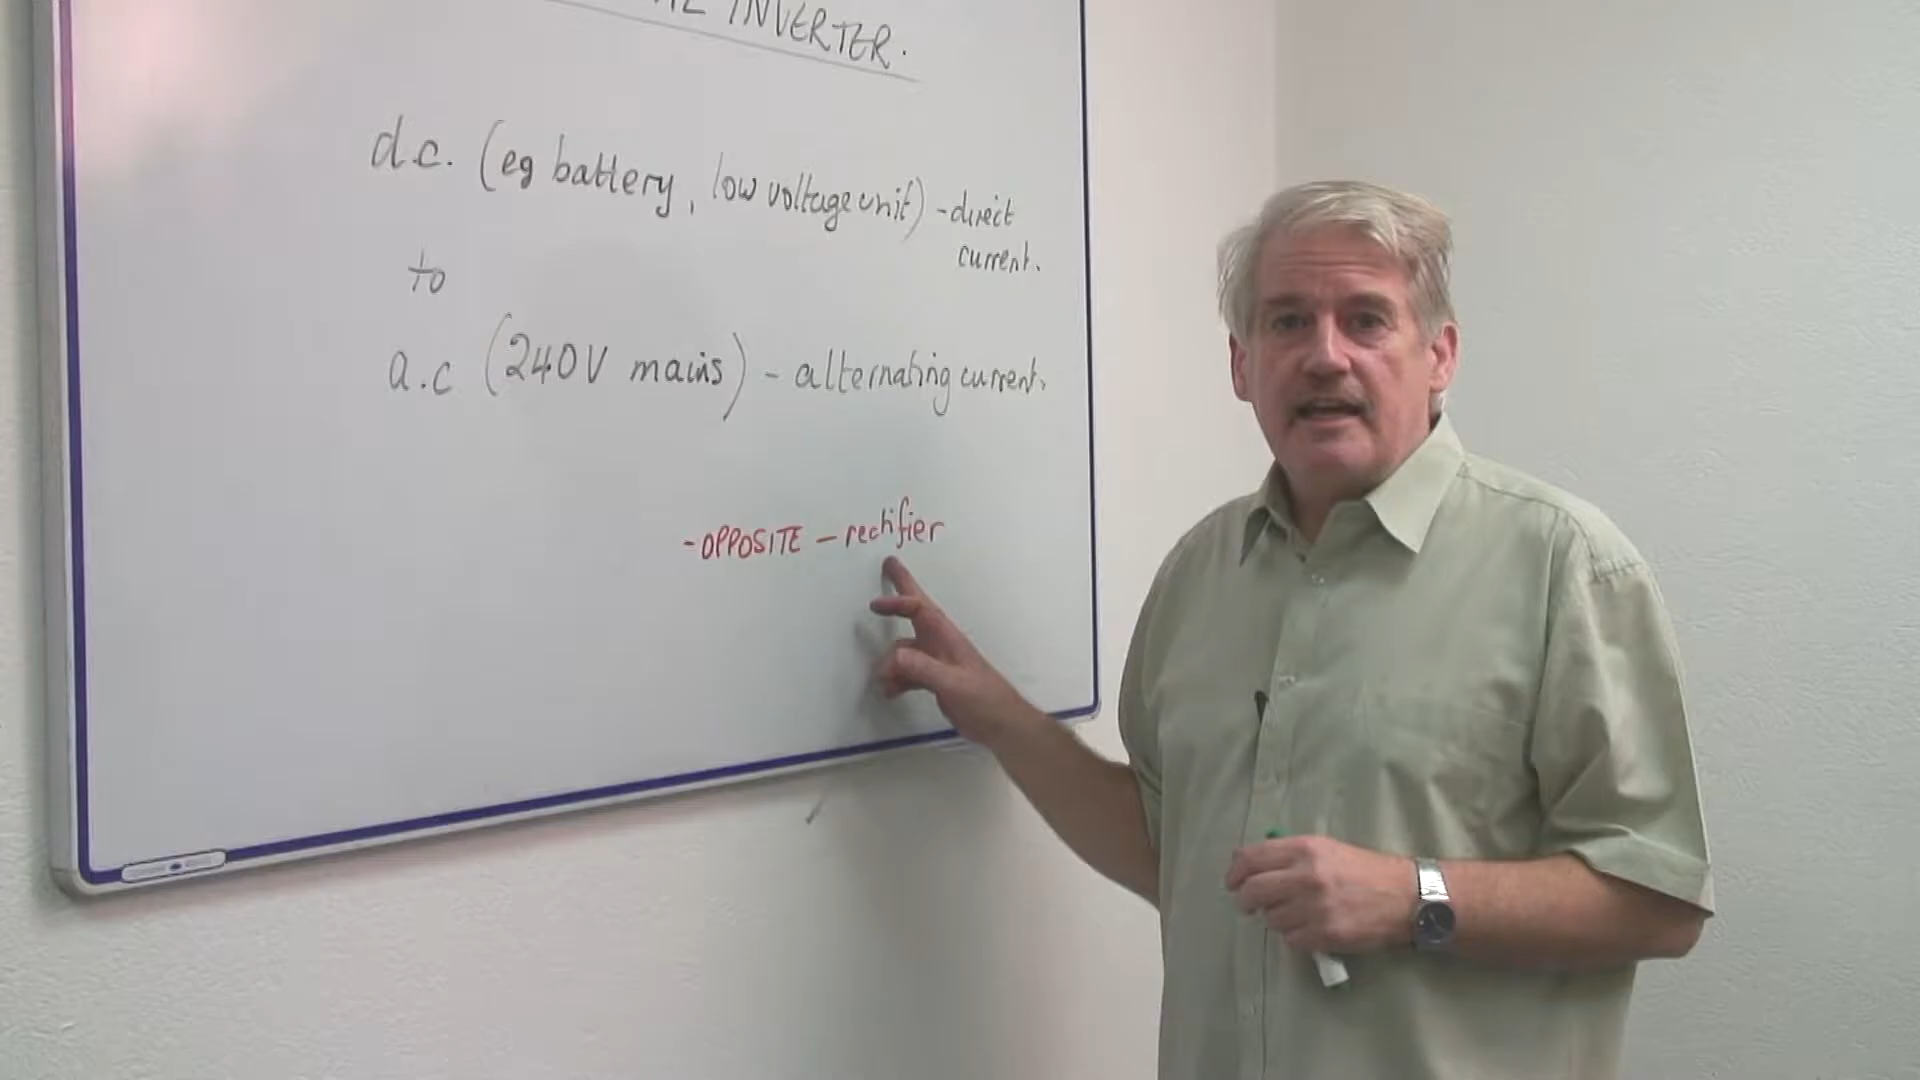 INVERTER.
d.c. (eg battery, low voltage unit) - direct
current.
to
a.c (240V mains) - alternating current.
- OPPOSITE - rectifier